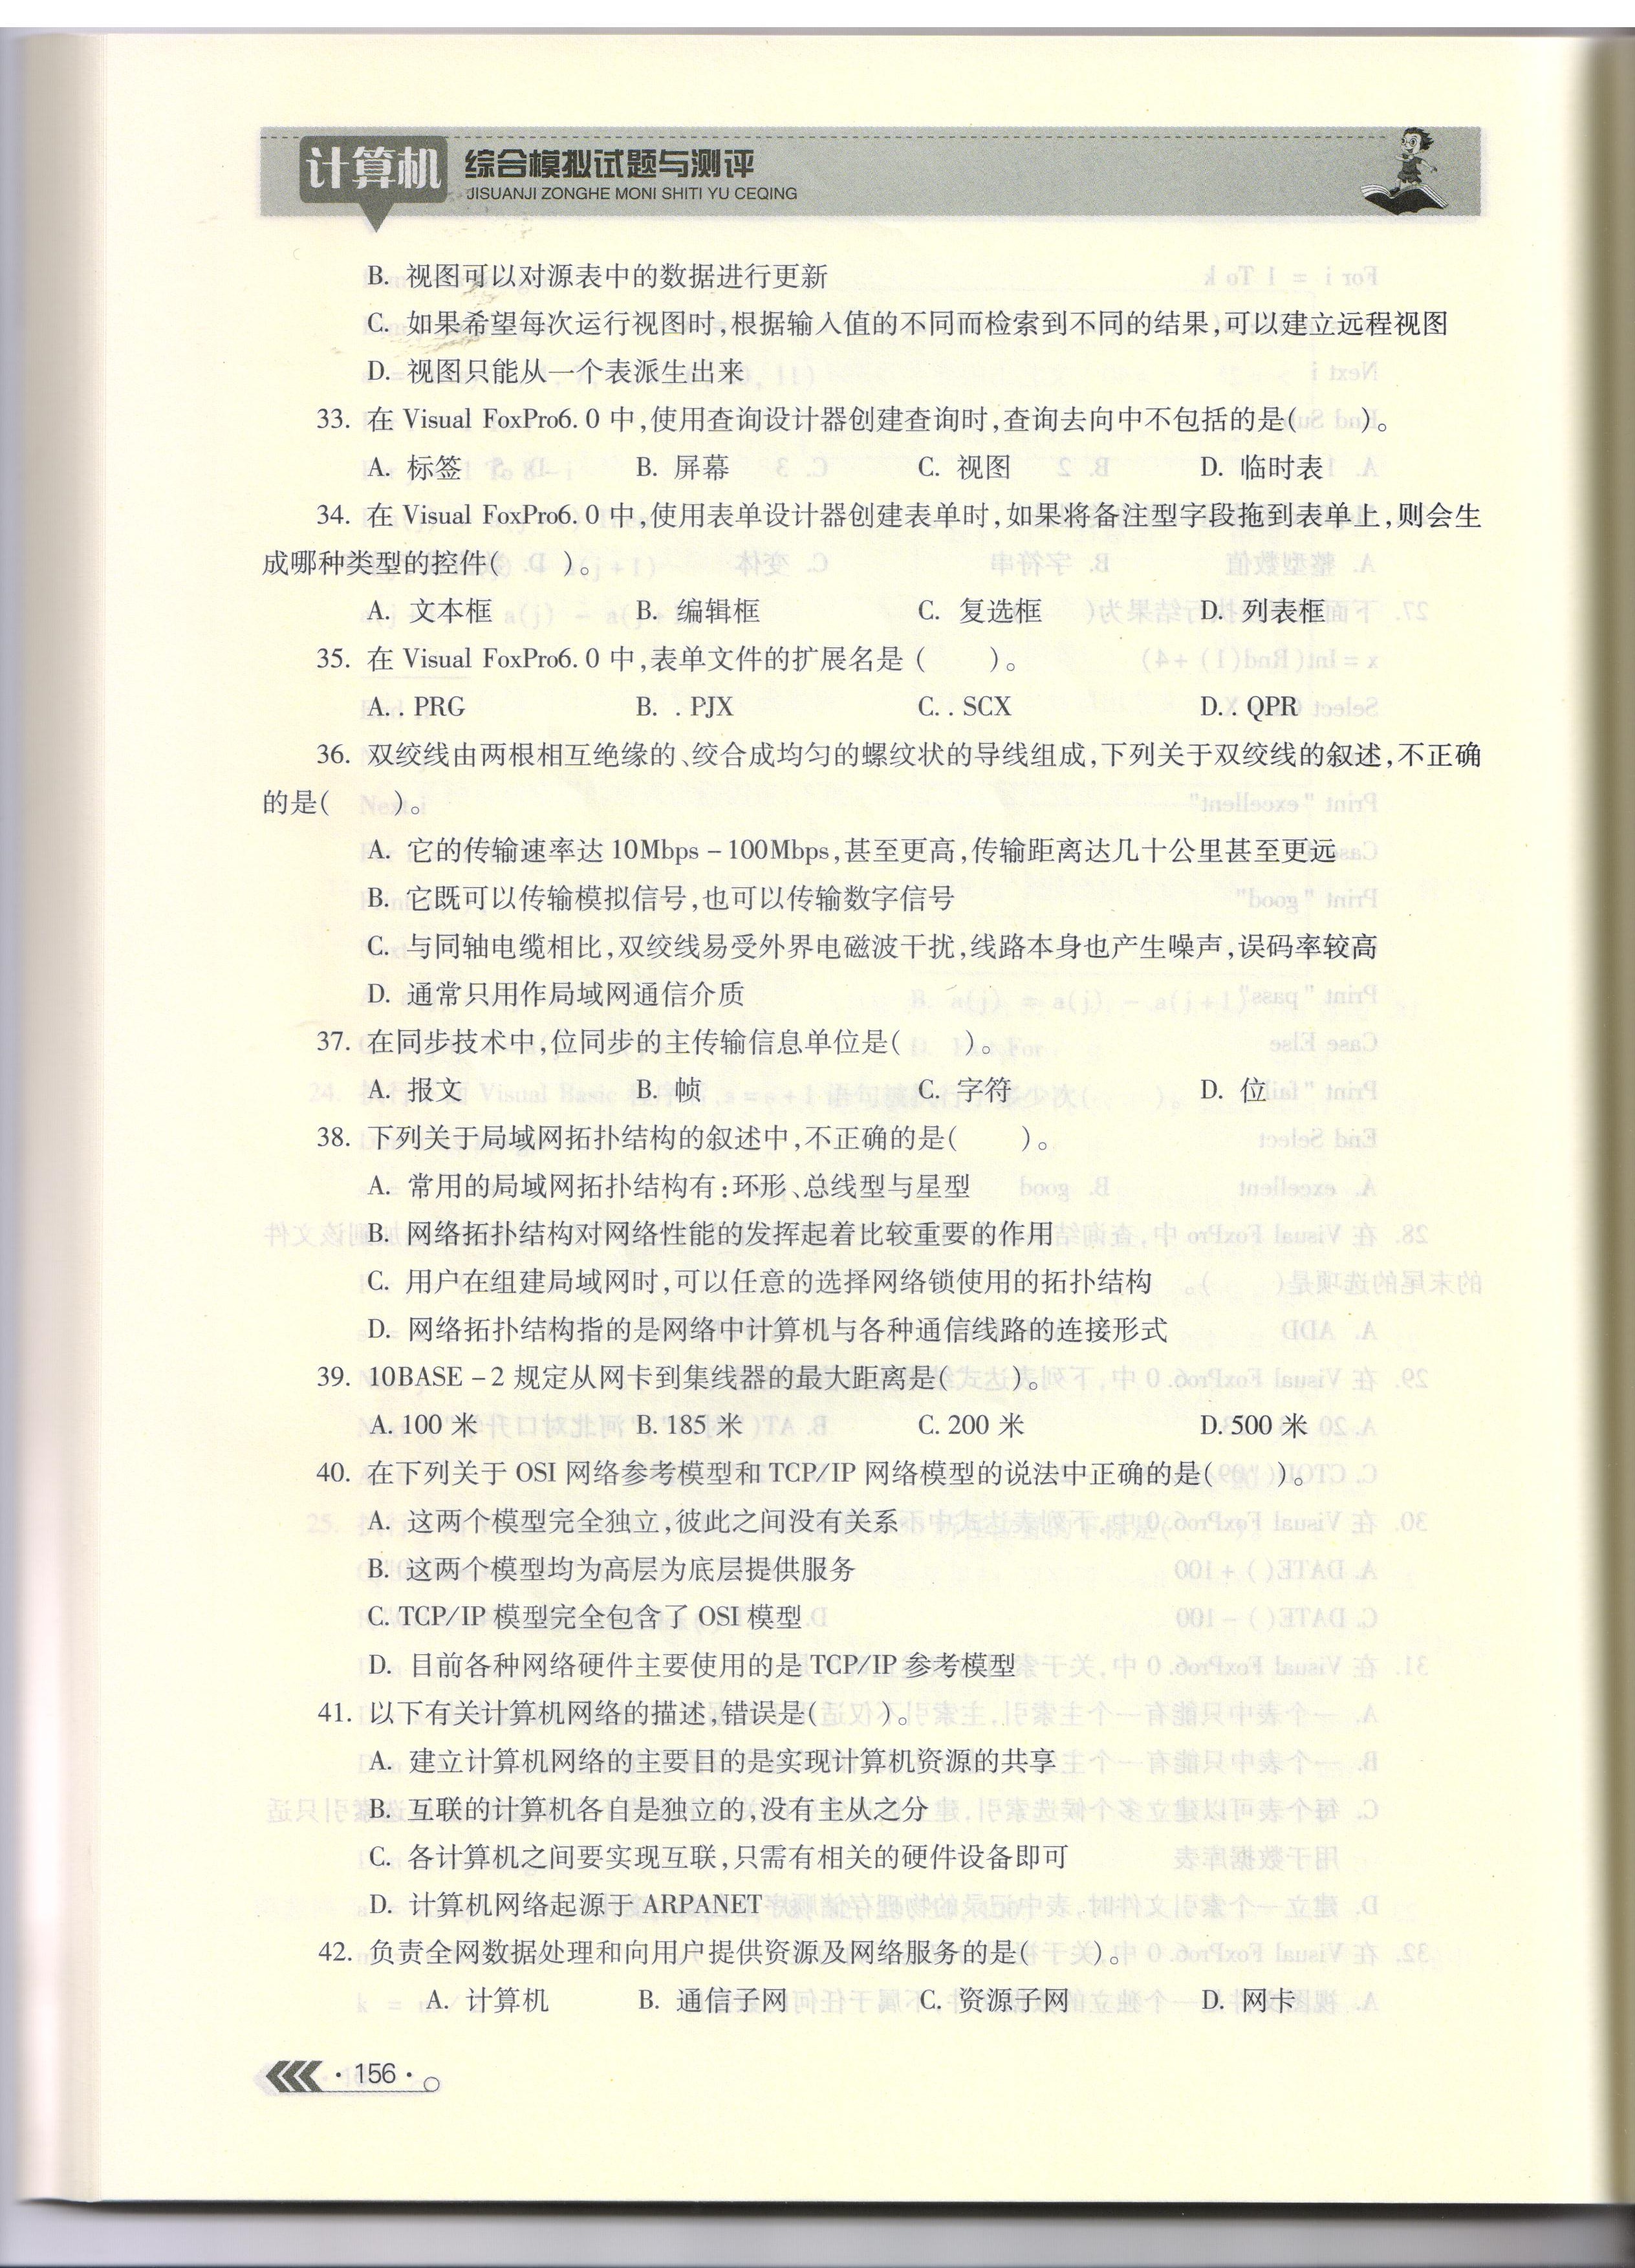 计算机 综合模拟试题与测评
JISUANJI ZONGHE MONI SHITI YU CEQING
B. 视图可以对源表中的数据进行更新
C. 如果希望每次运行视图时,根据输入值的不同而检索到不同的结果,可以建立远程视图
D. 视图只能从一个表派生出来
33. 在 Visual FoxPro6.0 中,使用查询设计器创建查询时,查询去向中不包括的是(　　)。
A. 标签　B. 屏幕　C. 视图　D. 临时表
34. 在 Visual FoxPro6.0 中,使用表单设计器创建表单时,如果将备注型字段拖到表单上,则会生
成哪种类型的控件(　　)。
A. 文本框　B. 编辑框　C. 复选框　D. 列表框
35. 在 Visual FoxPro6.0 中,表单文件的扩展名是 (　　)。
A. . PRG　B. . PJX　C. . SCX　D. . QPR
36. 双绞线由两根相互绝缘的、绞合成均匀的螺纹状的导线组成,下列关于双绞线的叙述,不正确
的是(　　)。
A. 它的传输速率达 10Mbps－100Mbps,甚至更高,传输距离达几十公里甚至更远
B. 它既可以传输模拟信号,也可以传输数字信号
C. 与同轴电缆相比,双绞线易受外界电磁波干扰,线路本身也产生噪声,误码率较高
D. 通常只用作局域网通信介质
37. 在同步技术中,位同步的主传输信息单位是(　　)。
A. 报文　B. 帧　C. 字符　D. 位
38. 下列关于局域网拓扑结构的叙述中,不正确的是(　　)。
A. 常用的局域网拓扑结构有:环形、总线型与星型
B. 网络拓扑结构对网络性能的发挥起着比较重要的作用
C. 用户在组建局域网时,可以任意的选择网络锁使用的拓扑结构
D. 网络拓扑结构指的是网络中计算机与各种通信线路的连接形式
39. 10BASE－2 规定从网卡到集线器的最大距离是(　　)。
A. 100 米　B. 185 米　C. 200 米　D. 500 米
40. 在下列关于 OSI 网络参考模型和 TCP/IP 网络模型的说法中正确的是(　　)。
A. 这两个模型完全独立,彼此之间没有关系
B. 这两个模型均为高层为底层提供服务
C. TCP/IP 模型完全包含了 OSI 模型
D. 目前各种网络硬件主要使用的是 TCP/IP 参考模型
41. 以下有关计算机网络的描述,错误是(　　)。
A. 建立计算机网络的主要目的是实现计算机资源的共享
B. 互联的计算机各自是独立的,没有主从之分
C. 各计算机之间要实现互联,只需有相关的硬件设备即可
D. 计算机网络起源于 ARPANET
42. 负责全网数据处理和向用户提供资源及网络服务的是(　　)。
A. 计算机　B. 通信子网　C. 资源子网　D. 网卡
· 156 ·